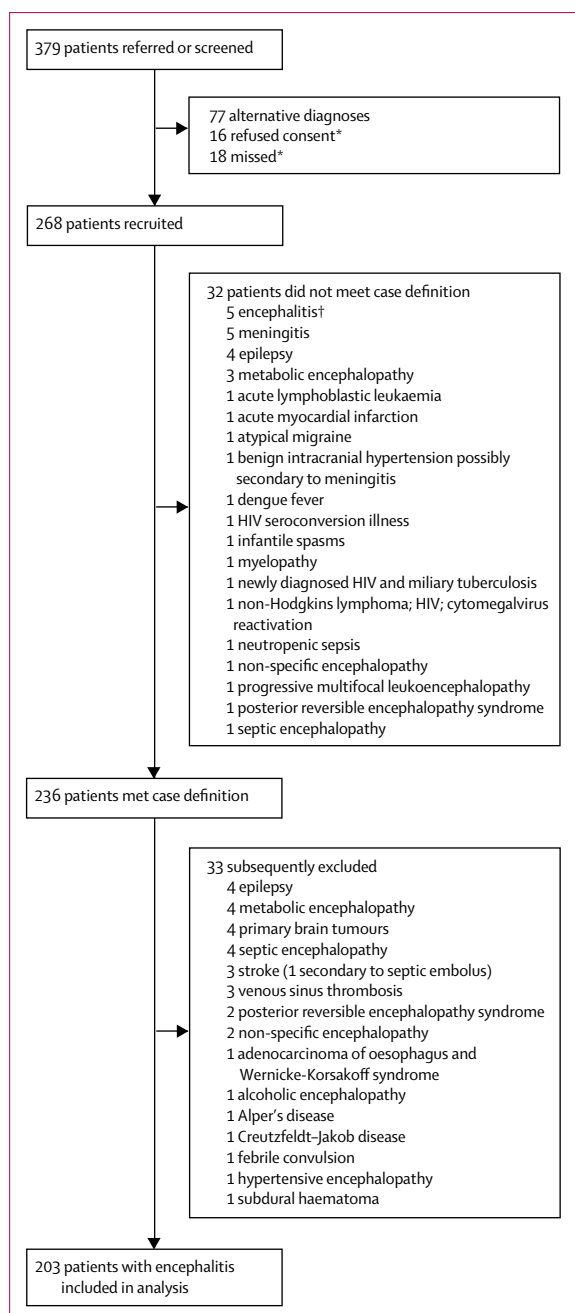 379 patients referred or screened
77 alternative diagnoses
16 refused consent*
18 missed*
268 patients recruited
32 patients did not meet case definition
5 encephalitis†
5 meningitis
4 epilepsy
3 metabolic encephalopathy
1 acute lymphoblastic leukaemia
1 acute myocardial infarction
1 atypical migraine
1 benign intracranial hypertension possibly
secondary to meningitis
1 dengue fever
1 HIV seroconversion illness
1 infantile spasms
1 myelopathy
1 newly diagnosed HIV and miliary tuberculosis
1 non-Hodgkins lymphoma; HIV; cytomegalvirus
reactivation
1 neutropenic sepsis
1 non-specific encephalopathy
1 progressive multifocal leukoencephalopathy
1 posterior reversible encephalopathy syndrome
1 septic encephalopathy
236 patients met case definition
33 subsequently excluded
4 epilepsy
4 metabolic encephalopathy
4 primary brain tumours
4 septic encephalopathy
3 stroke (1 secondary to septic embolus)
3 venous sinus thrombosis
2 posterior reversible encephalopathy syndrome
2 non-specific encephalopathy
1 adenocarcinoma of oesophagus and
Wernicke-Korsakoff syndrome
1 alcoholic encephalopathy
1 Alper's disease
1 Creutzfeldt–Jakob disease
1 febrile convulsion
1 hypertensive encephalopathy
1 subdural haematoma
203 patients with encephalitis
included in analysis